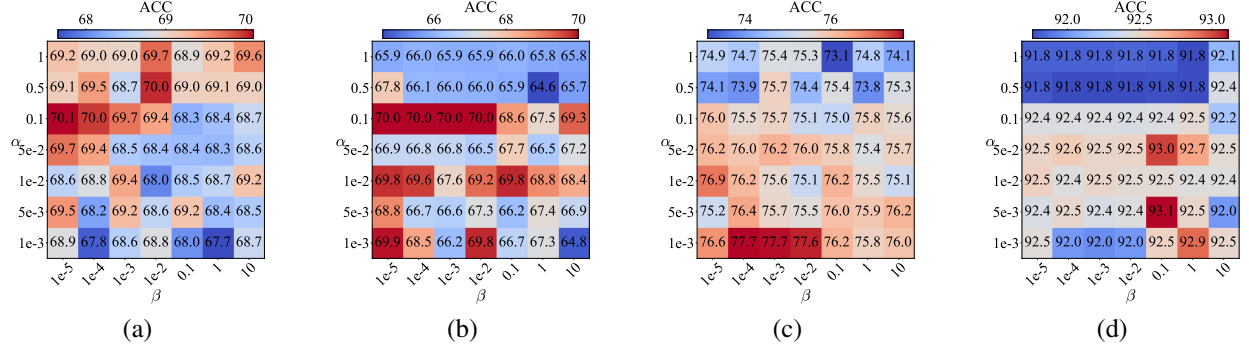 ACC
68 69 70
1 69.2 69.0 69.0 69.7 68.9 69.2 69.6
0.5 69.1 69.5 68.7 70.0 69.0 69.1 69.0
0.1 70.1 70.0 69.7 69.4 68.3 68.4 68.7
α
5e-2 69.7 69.4 68.5 68.4 68.4 68.3 68.6
1e-2 68.6 68.8 69.4 68.0 68.5 68.7 69.2
5e-3 69.5 68.2 69.2 68.6 69.2 68.4 68.5
1e-3 68.9 67.8 68.6 68.8 68.0 67.7 68.7
1e-5 1e-4 1e-3 1e-2 0.1 1 10
β
(a)
ACC
66 68 70
1 65.9 65.9 66.0 66.0 66.0 65.8 65.8
0.5 67.8 66.1 66.0 66.0 65.9 64.6 65.7
0.1 70.0 70.0 70.0 70.0 68.6 67.5 69.3
α
5e-2 66.9 66.8 66.8 66.5 67.7 66.5 67.2
1e-2 69.8 69.6 67.6 69.2 69.8 68.8 68.4
5e-3 68.8 66.7 66.6 67.3 66.2 67.4 66.9
1e-3 69.9 68.5 66.2 69.8 66.7 67.3 64.8
1e-5 1e-4 1e-3 1e-2 0.1 1 10
β
(b)
ACC
74 76
1 74.9 74.7 75.4 75.3 73.1 74.8 74.1
0.5 74.1 73.9 75.7 74.4 75.4 73.8 75.3
0.1 76.0 75.5 75.7 75.1 75.0 75.8 75.6
α
5e-2 76.2 76.0 76.2 76.0 75.8 75.4 75.7
1e-2 76.9 76.2 75.6 75.1 76.2 75.5 75.1
5e-3 75.2 76.4 75.7 75.5 76.0 75.9 76.2
1e-3 76.6 77.7 77.7 77.6 76.2 75.8 76.0
1e-5 1e-4 1e-3 1e-2 0.1 1 10
β
(c)
ACC
92.0 92.5 93.0
1 91.8 91.8 91.8 91.8 91.8 91.8 92.1
0.5 91.8 91.8 91.8 91.8 91.8 91.8 92.4
0.1 92.4 92.4 92.4 92.4 92.4 92.5 92.2
α
5e-2 92.5 92.6 92.5 92.5 93.0 92.7 92.5
1e-2 92.5 92.4 92.5 92.5 92.5 92.4 92.4
5e-3 92.4 92.5 92.4 92.4 93.1 92.5 92.0
1e-3 92.5 92.0 92.0 92.0 92.5 92.9 92.5
1e-5 1e-4 1e-3 1e-2 0.1 1 10
β
(d)